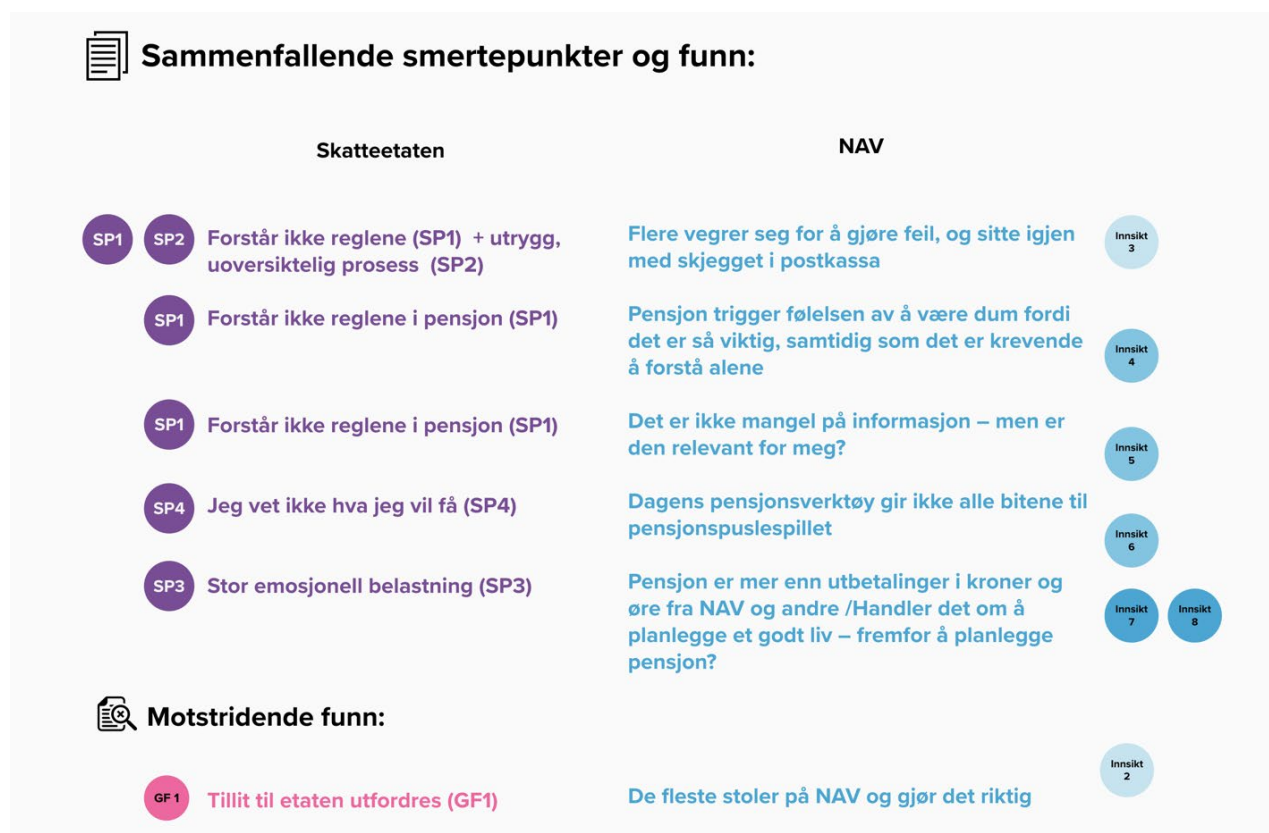 Sammenfallende smertepunkter og funn:
Skatteetaten
NAV
SP1
SP2
Forstår ikke reglene (SP1) + utrygg,
uoversiktelig prosess (SP2)
Flere vegrer seg for å gjøre feil, og sitte igjen
med skjegget i postkassa
Innsikt
3
SP1
Forstår ikke reglene i pensjon (SP1)
Pensjon trigger følelsen av å være dum fordi
det er så viktig, samtidig som det er krevende
å forstå alene
Innsikt
4
SP1
Forstår ikke reglene i pensjon (SP1)
Det er ikke mangel på informasjon – men er
den relevant for meg?
Innsikt
5
SP4
Jeg vet ikke hva jeg vil få (SP4)
Dagens pensjonsverktøy gir ikke alle bitene til
pensjonspuslespillet
Innsikt
6
SP3
Stor emosjonell belastning (SP3)
Pensjon er mer enn utbetalinger i kroner og
øre fra NAV og andre /Handler det om å
planlegge et godt liv – fremfor å planlegge
pensjon?
Innsikt
7
Innsikt
8
Motstridende funn:
GF 1
Tillit til etaten utfordres (GF1)
De fleste stoler på NAV og gjør det riktig
Innsikt
2